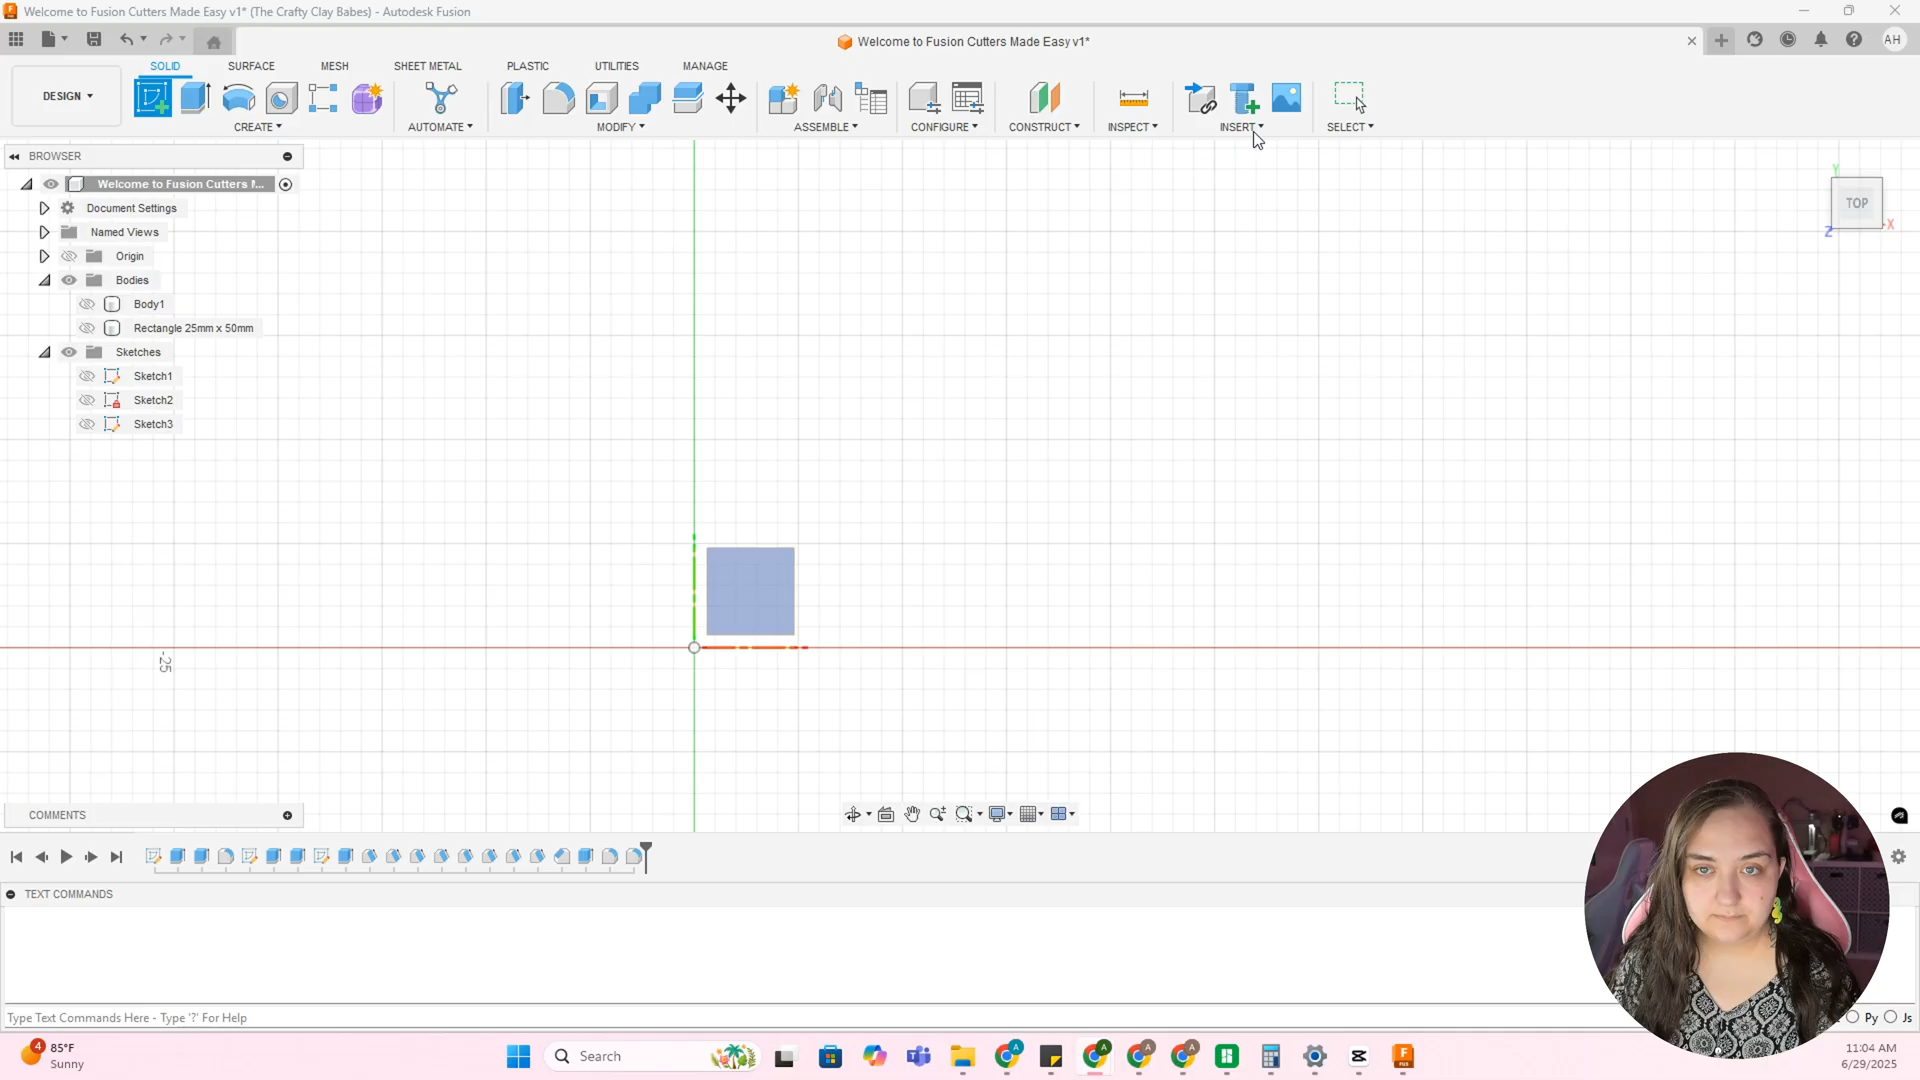 Welcome to Fusion Cutters Made Easy v1* (The Crafty Clay Babes) - Autodesk Fusion
Welcome to Fusion Cutters Made Easy v1*
AH
SOLID
SURFACE
MESH
SHEET METAL
PLASTIC
UTILITIES
MANAGE
DESIGN
CREATE
AUTOMATE
MODIFY
ASSEMBLE
CONFIGURE
CONSTRUCT
INSPECT
INSERT
SELECT
BROWSER
Welcome to Fusion Cutters M...
Document Settings
Named Views
Origin
Bodies
Body1
Rectangle 25mm x 50mm
Sketches
Sketch1
Sketch2
Sketch3
Y
TOP
X
Z
-25
COMMENTS
TEXT COMMANDS
Type Text Commands Here - Type '?' For Help
Py
Js
4
85°F
Sunny
Search
11:04 AM
6/29/2025